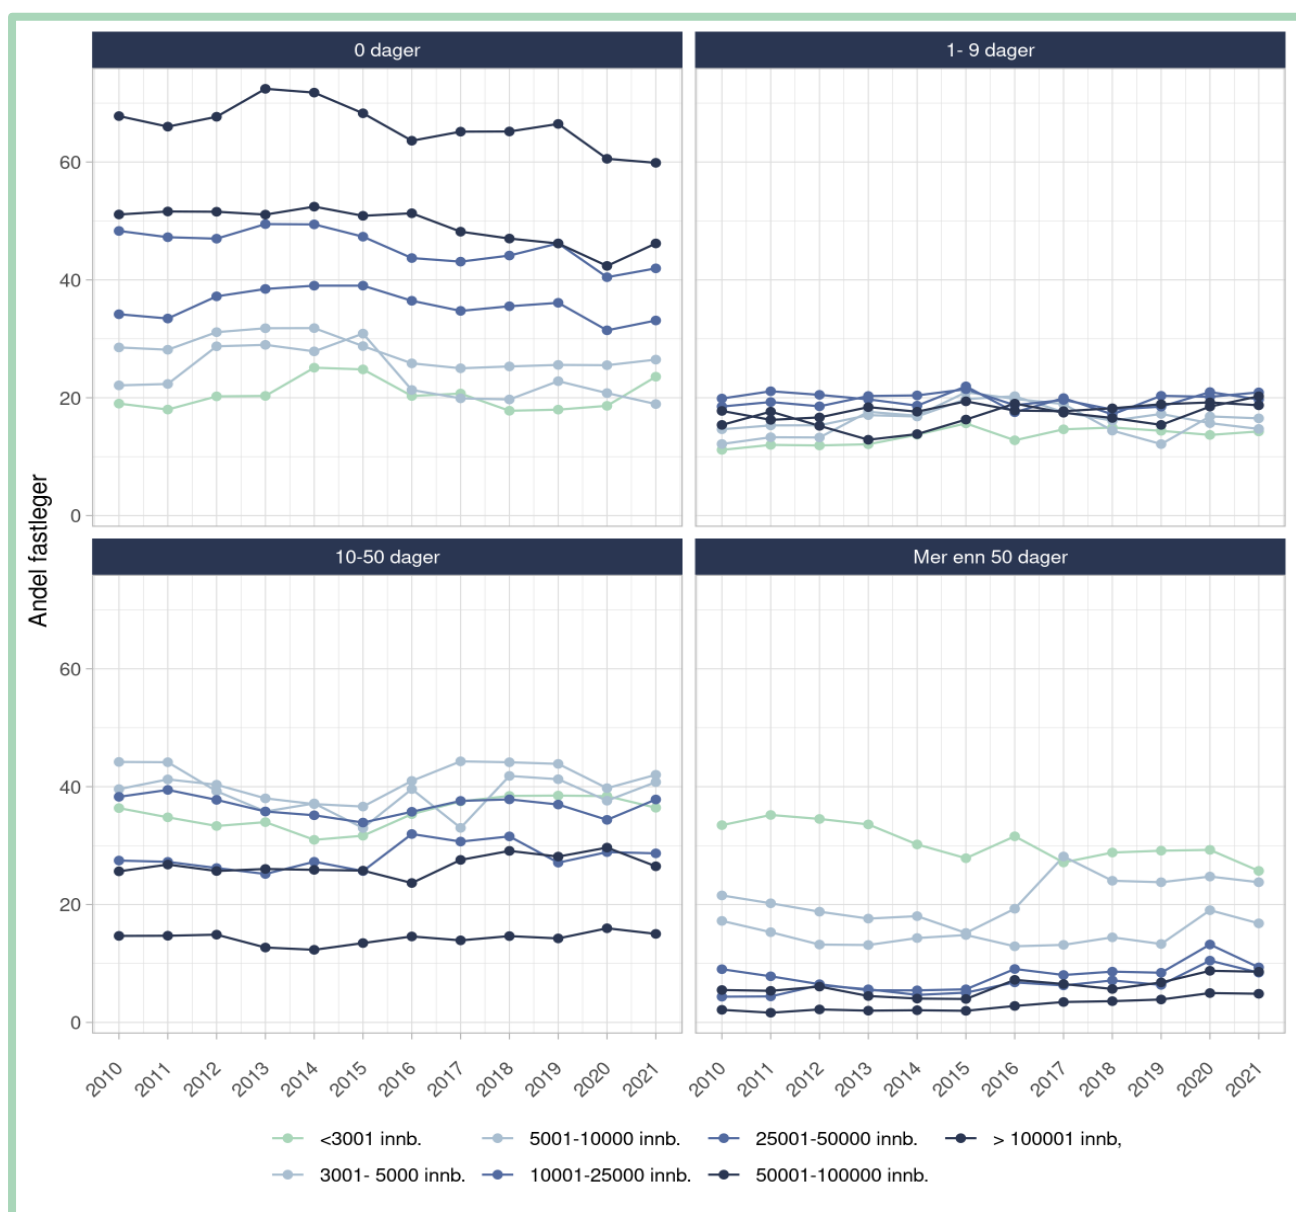 0 dager
1- 9 dager
60
40
20
0
Andel fastleger
10-50 dager
Mer enn 50 dager
60
40
20
0
2010 2011 2012 2013 2014 2015 2016 2017 2018 2019 2020 2021
2010 2011 2012 2013 2014 2015 2016 2017 2018 2019 2020 2021
<3001 innb. 5001-10000 innb. 25001-50000 innb. > 100001 innb,
3001- 5000 innb. 10001-25000 innb. 50001-100000 innb.